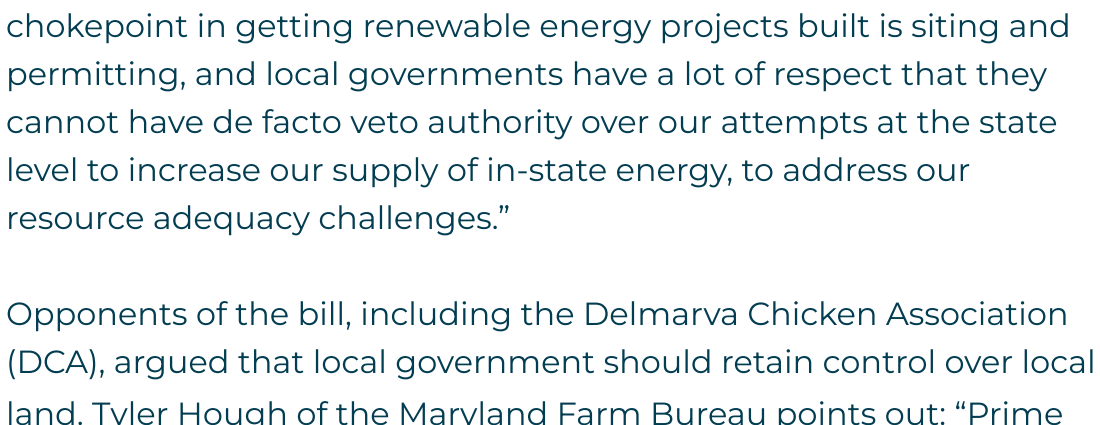 chokepoint in getting renewable energy projects built is siting and
permitting, and local governments have a lot of respect that they
cannot have de facto veto authority over our attempts at the state
level to increase our supply of in-state energy, to address our
resource adequacy challenges.”
Opponents of the bill, including the Delmarva Chicken Association
(DCA), argued that local government should retain control over local
land. Tyler Hough of the Maryland Farm Bureau points out: “Prime